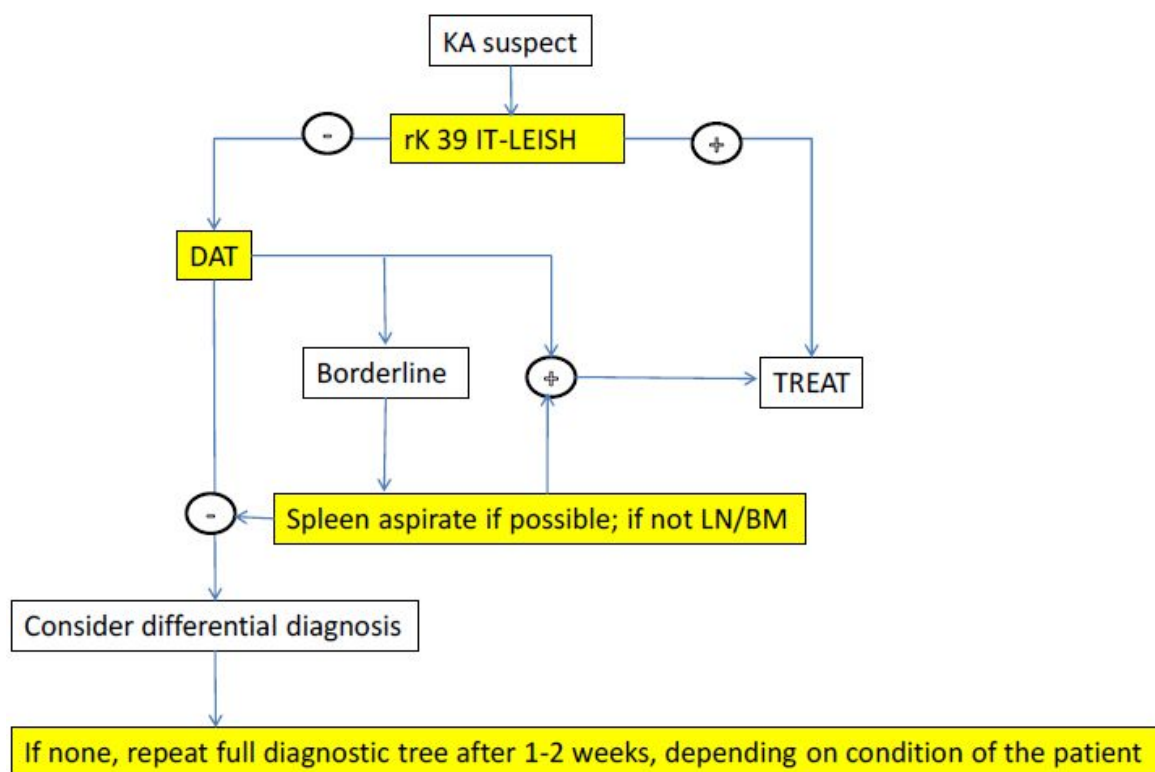 KA suspect
-
rK 39 IT-LEISH
+
DAT
Borderline
+
TREAT
-
Spleen aspirate if possible; if not LN/BM
Consider differential diagnosis
If none, repeat full diagnostic tree after 1-2 weeks, depending on condition of the patient